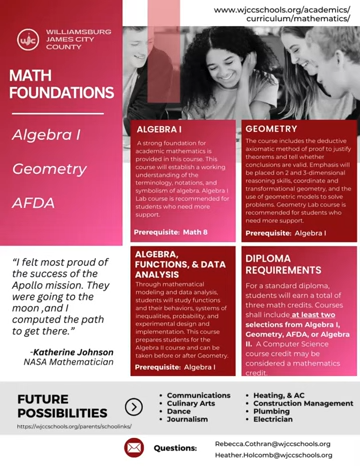 www.wjccschools.org/academics/
curriculum/mathematics/
wjc
WILLIAMSBURG
JAMES CITY
COUNTY
MATH
FOUNDATIONS
Algebra I
Geometry
AFDA
ALGEBRA I
A strong foundation for
academic mathematics is
provided in this course. This
course will establish a working
understanding of the
terminology, notations, and
symbolism of algebra. Algebra I
Lab course is recommended for
students who need more
support.
Prerequisite: Math 8
GEOMETRY
The course includes the deductive
axiomatic method of proof to justify
theorems and tell whether
conclusions are valid. Emphasis will
be placed on 2 and 3-dimensional
reasoning skills, coordinate and
transformational geometry, and the
use of geometric models to solve
problems. Geometry Lab course is
recommended for students who
need more support.
Prerequisite: Algebra I
“I felt most proud of
the success of the
Apollo mission. They
were going to the
moon ,and I
computed the path
to get there.”
-Katherine Johnson
NASA Mathematician
ALGEBRA,
FUNCTIONS, & DATA
ANALYSIS
Through mathematical
modeling and data analysis,
students will study functions
and their behaviors, systems of
inequalities, probability, and
experimental design and
implementation. This course
prepares students for the
Algebra II course and can be
taken before or after Geometry.
Prerequisite: Algebra I
DIPLOMA
REQUIREMENTS
For a standard diploma,
students will earn a total of
three math credits. Courses
shall include at least two
selections from Algebra I,
Geometry, AFDA, or Algebra
II. A Computer Science
course credit may be
considered a mathematics
credit.
FUTURE
POSSIBILITIES
https://wjccschools.org/parents/schoolinks/
• Communications
• Culinary Arts
• Dance
• Journalism
• Heating, & AC
• Construction Management
• Plumbing
• Electrician
Questions:
Rebecca.Cothran@wjccschools.org
Heather.Holcomb@wjccschools.org